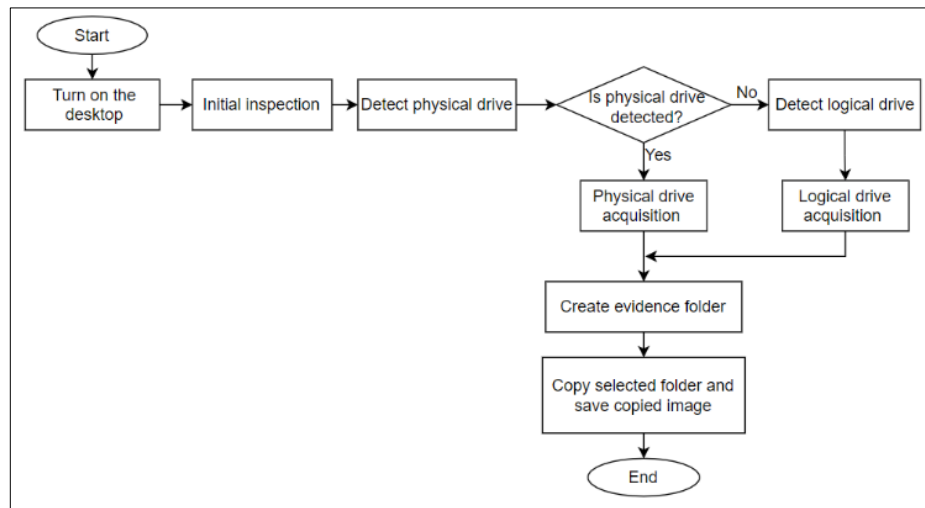 Start
Turn on the
desktop
Initial inspection
Detect physical drive
Is physical drive
detected?
No
Detect logical drive
Yes
Physical drive
acquisition
Logical drive
acquisition
Create evidence folder
Copy selected folder and
save copied image
End